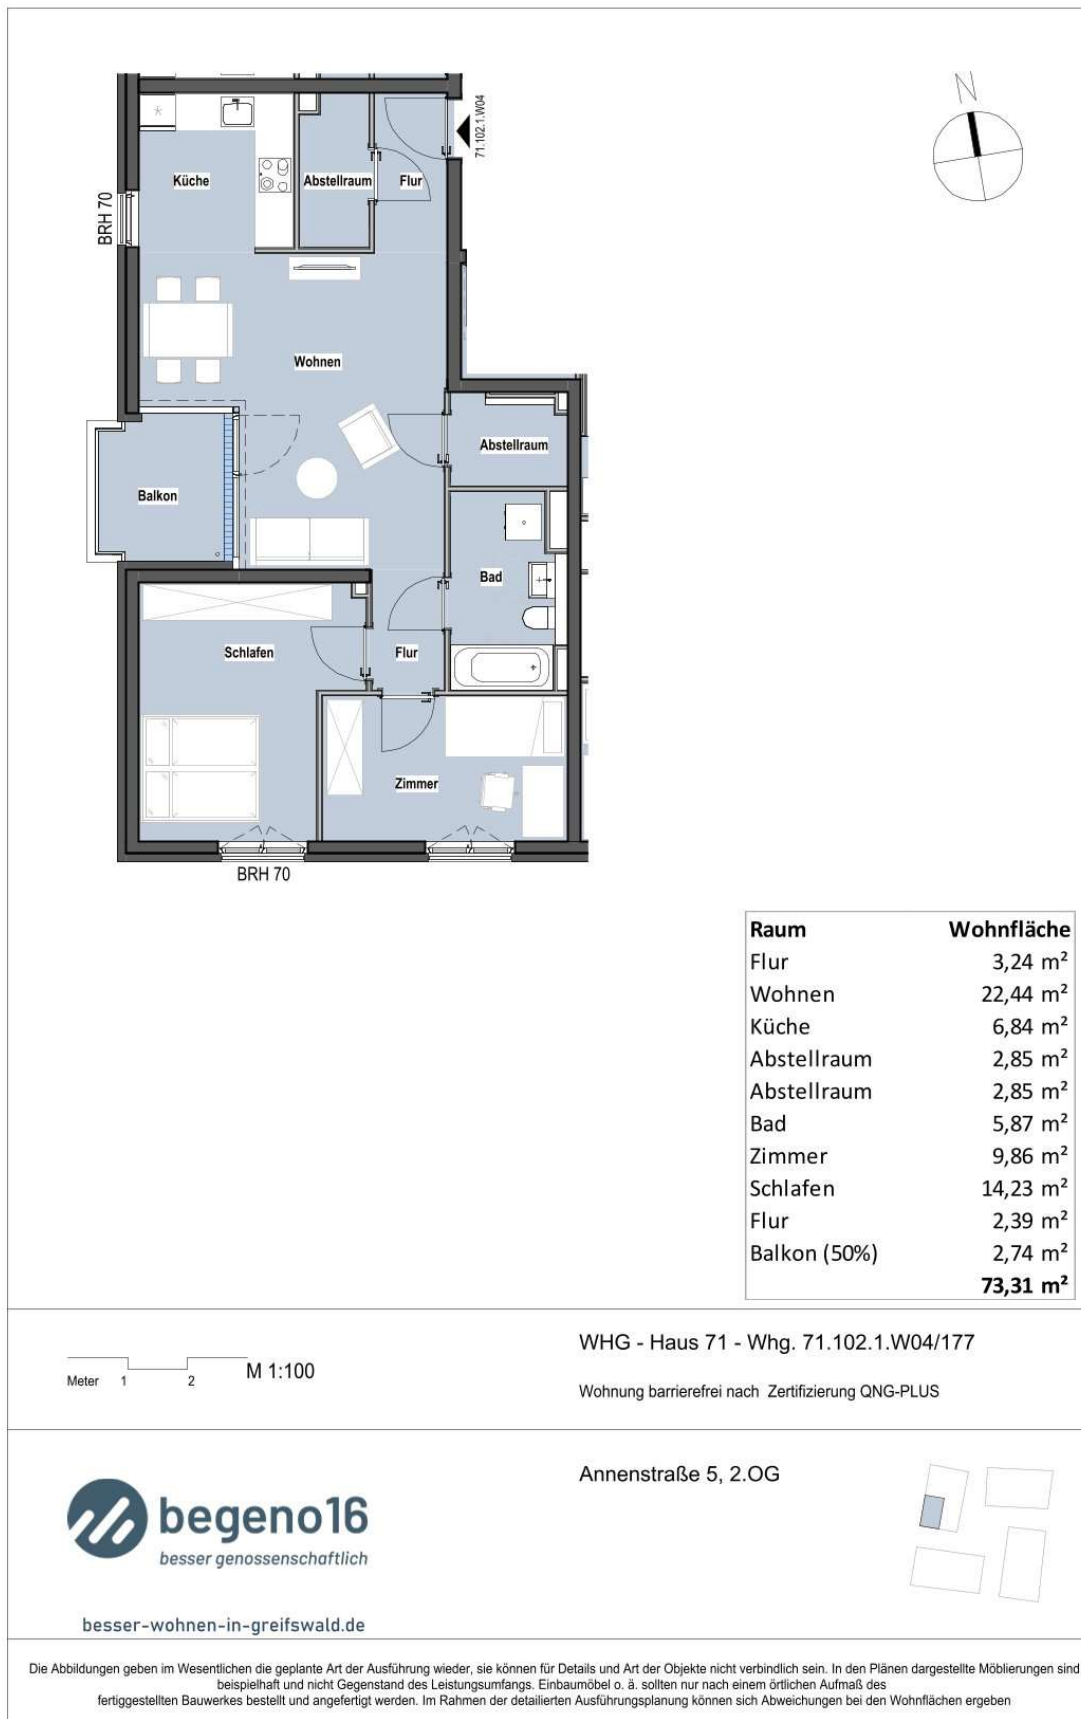 N
71.102.1.W04
Küche
Abstellraum
Flur
BRH 70
Wohnen
Abstellraum
Balkon
Bad
Schlafen
Flur
Zimmer
BRH 70
Raum Wohnfläche
Flur 3,24 m²
Wohnen 22,44 m²
Küche 6,84 m²
Abstellraum 2,85 m²
Abstellraum 2,85 m²
Bad 5,87 m²
Zimmer 9,86 m²
Schlafen 14,23 m²
Flur 2,39 m²
Balkon (50%) 2,74 m²
73,31 m²
Meter 1 2 M 1:100
WHG - Haus 71 - Whg. 71.102.1.W04/177
Wohnung barrierefrei nach Zertifizierung QNG-PLUS
Annenstraße 5, 2.OG
begeno16
besser genossenschaftlich
besser-wohnen-in-greifswald.de
Die Abbildungen geben im Wesentlichen die geplante Art der Ausführung wieder, sie können für Details und Art der Objekte nicht verbindlich sein. In den Plänen dargestellte Möblierungen sind
beispielhaft und nicht Gegenstand des Leistungsumfangs. Einbaumöbel o. ä. sollten nur nach einem örtlichen Aufmaß des
fertiggestellten Bauwerkes bestellt und angefertigt werden. Im Rahmen der detailierten Ausführungsplanung können sich Abweichungen bei den Wohnflächen ergeben